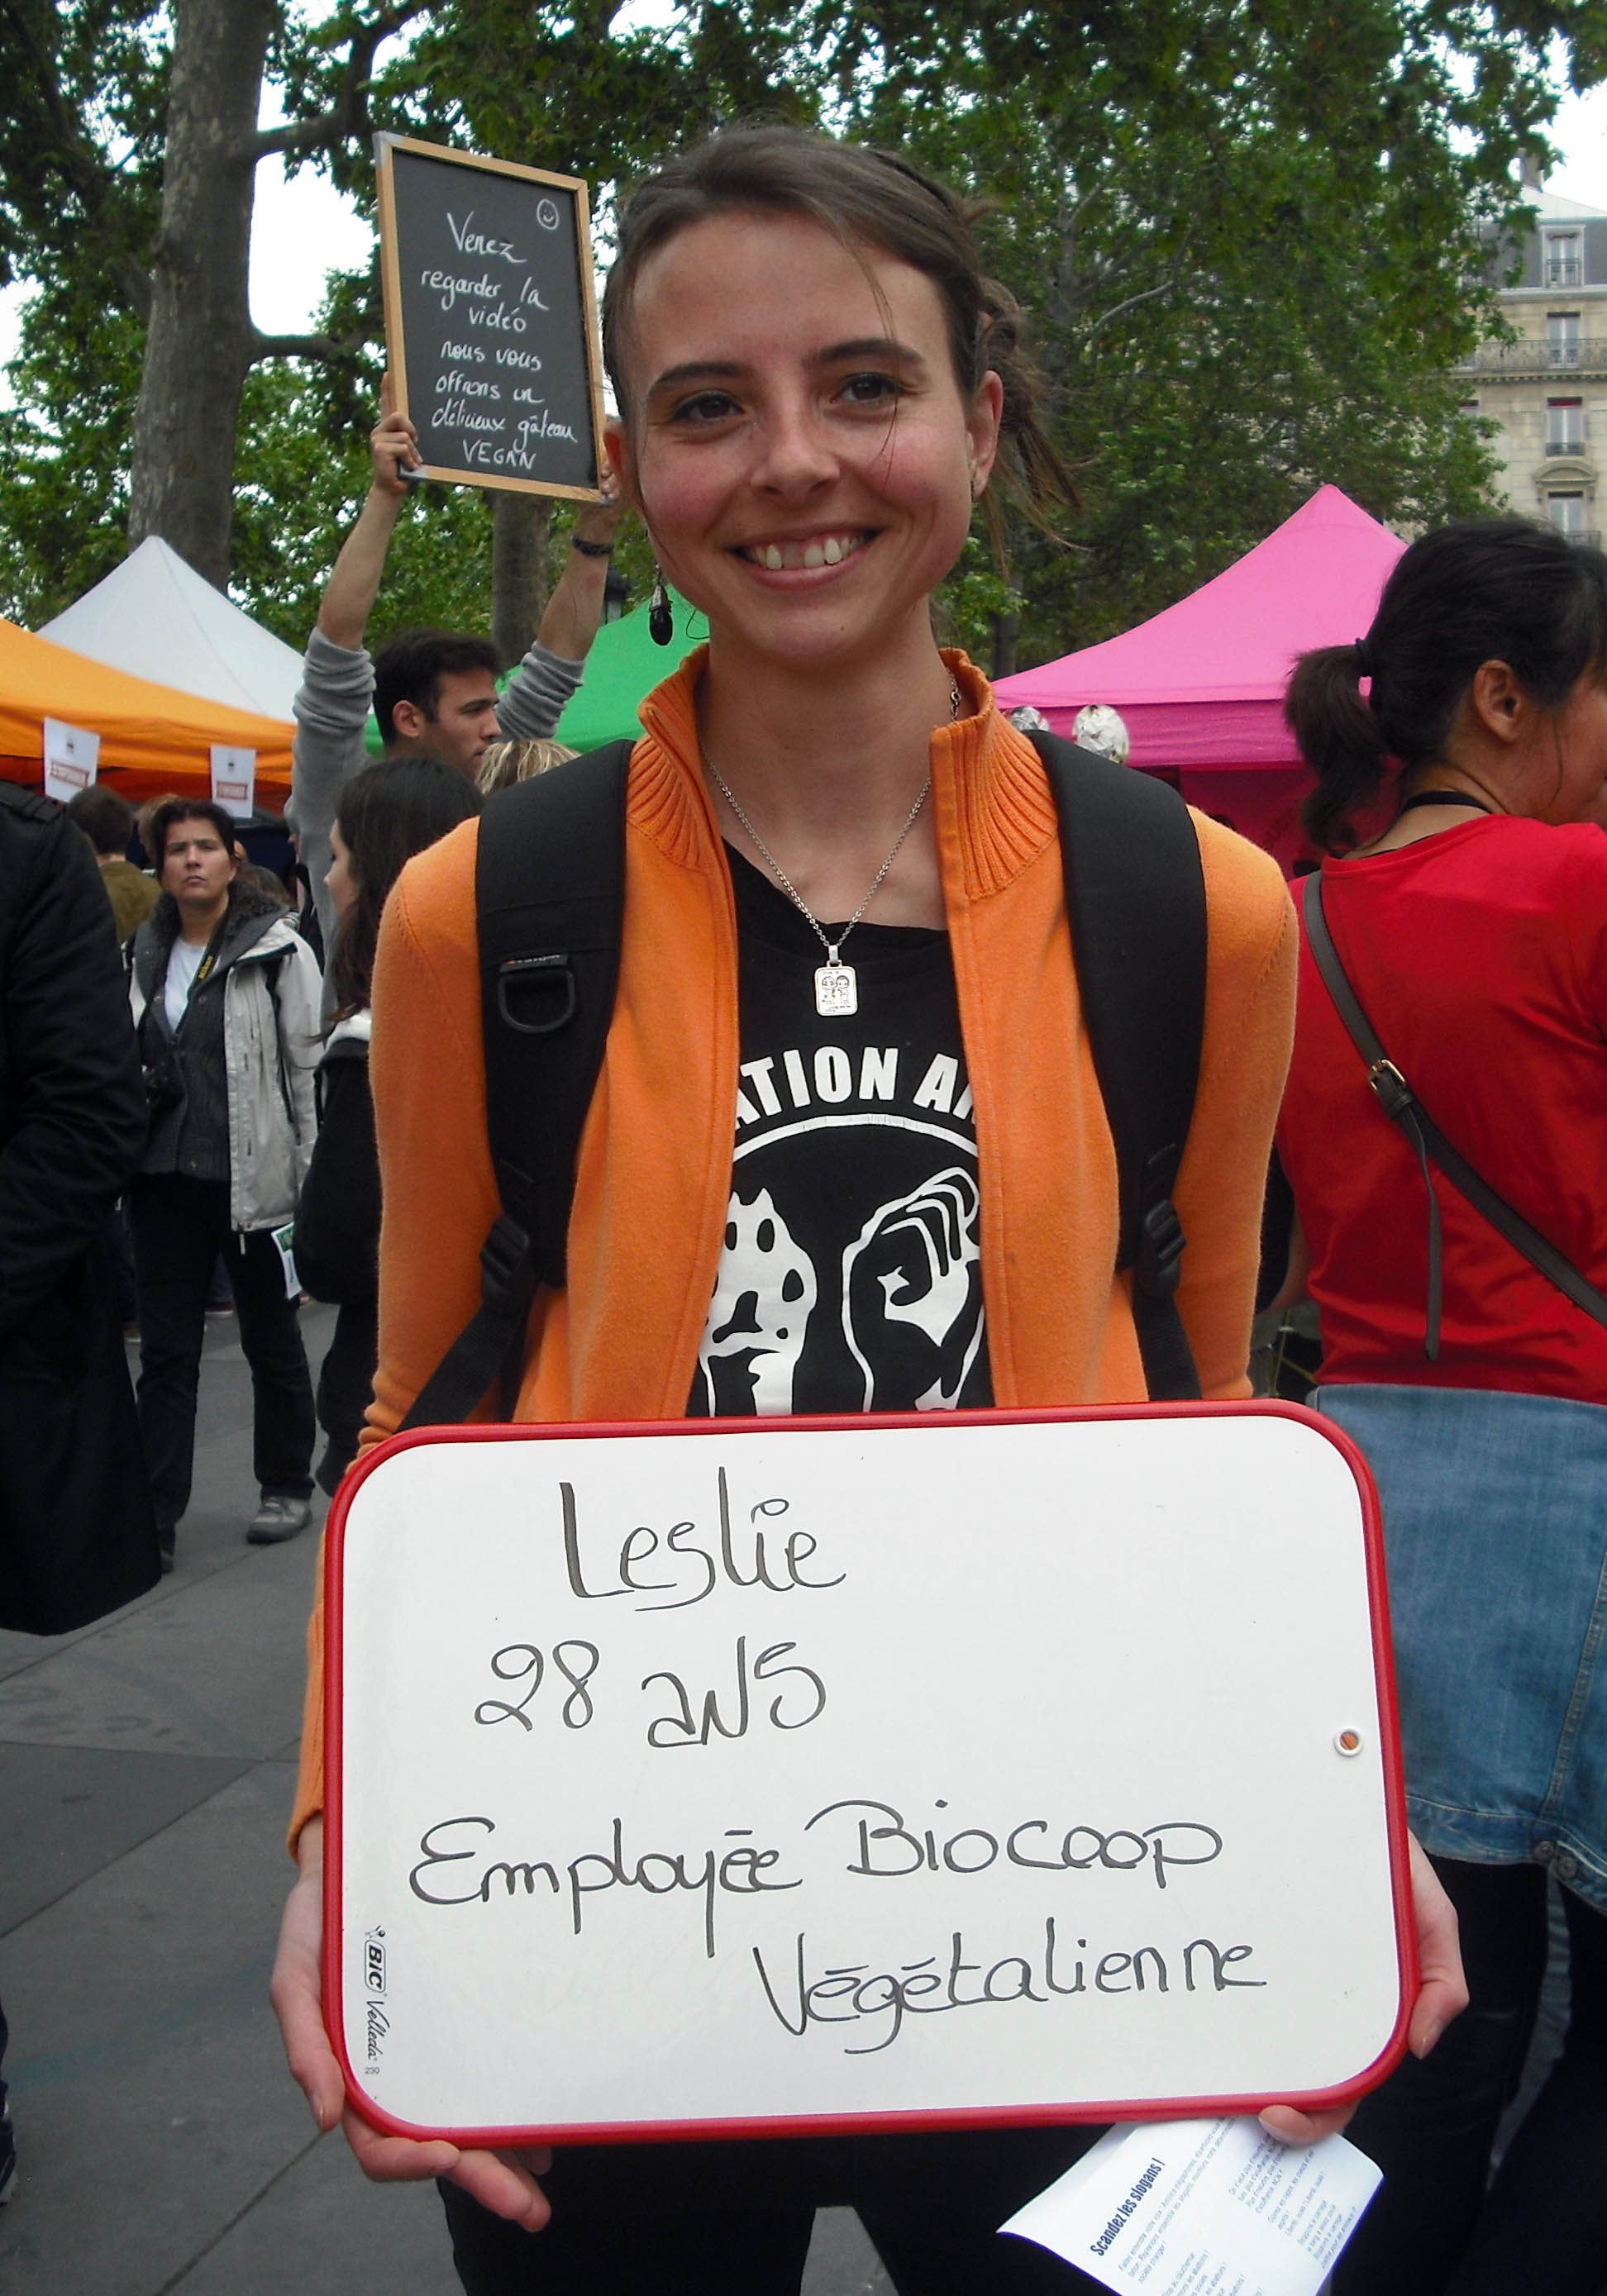 Venez
regarder la
vidéo
nous vous
offrons un
délicieux gâteau
VEGAN
ATION A
Leslie
28 ans
Employée Biocoop
Végétalienne
BIC Velleda
Scandez les slogans !
Nikon